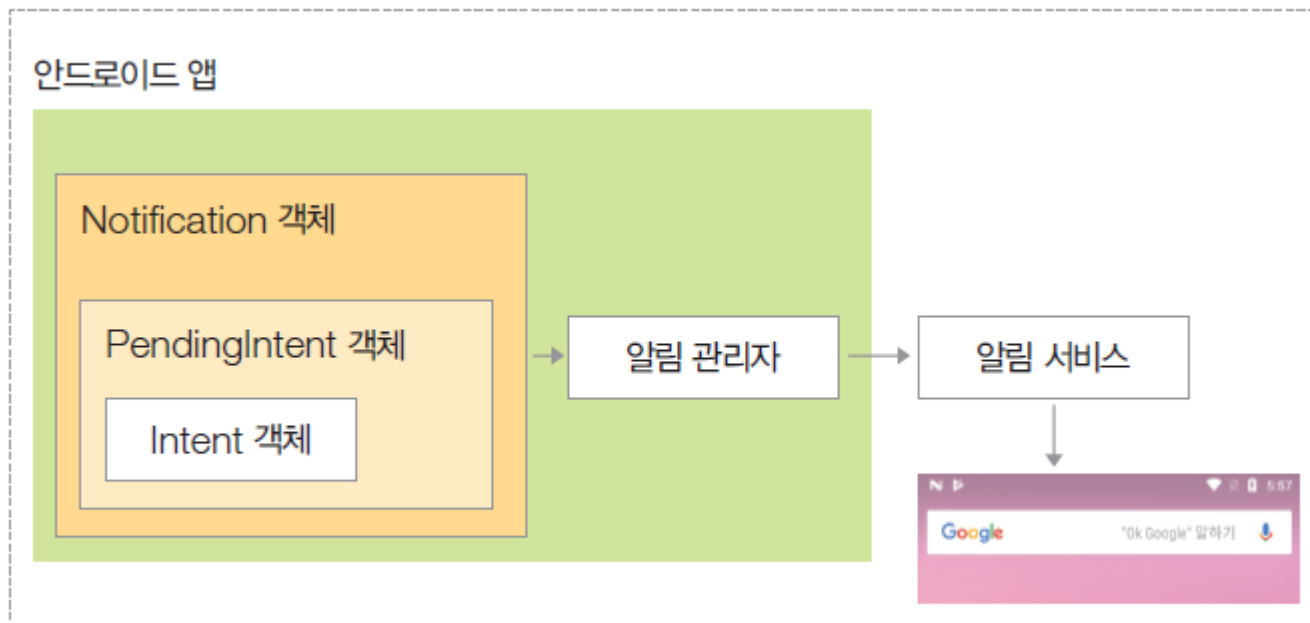 안드로이드 앱
Notification 객체
PendingIntent 객체
Intent 객체
알림 관리자
알림 서비스
5:57
Google
"Ok Google" 말하기